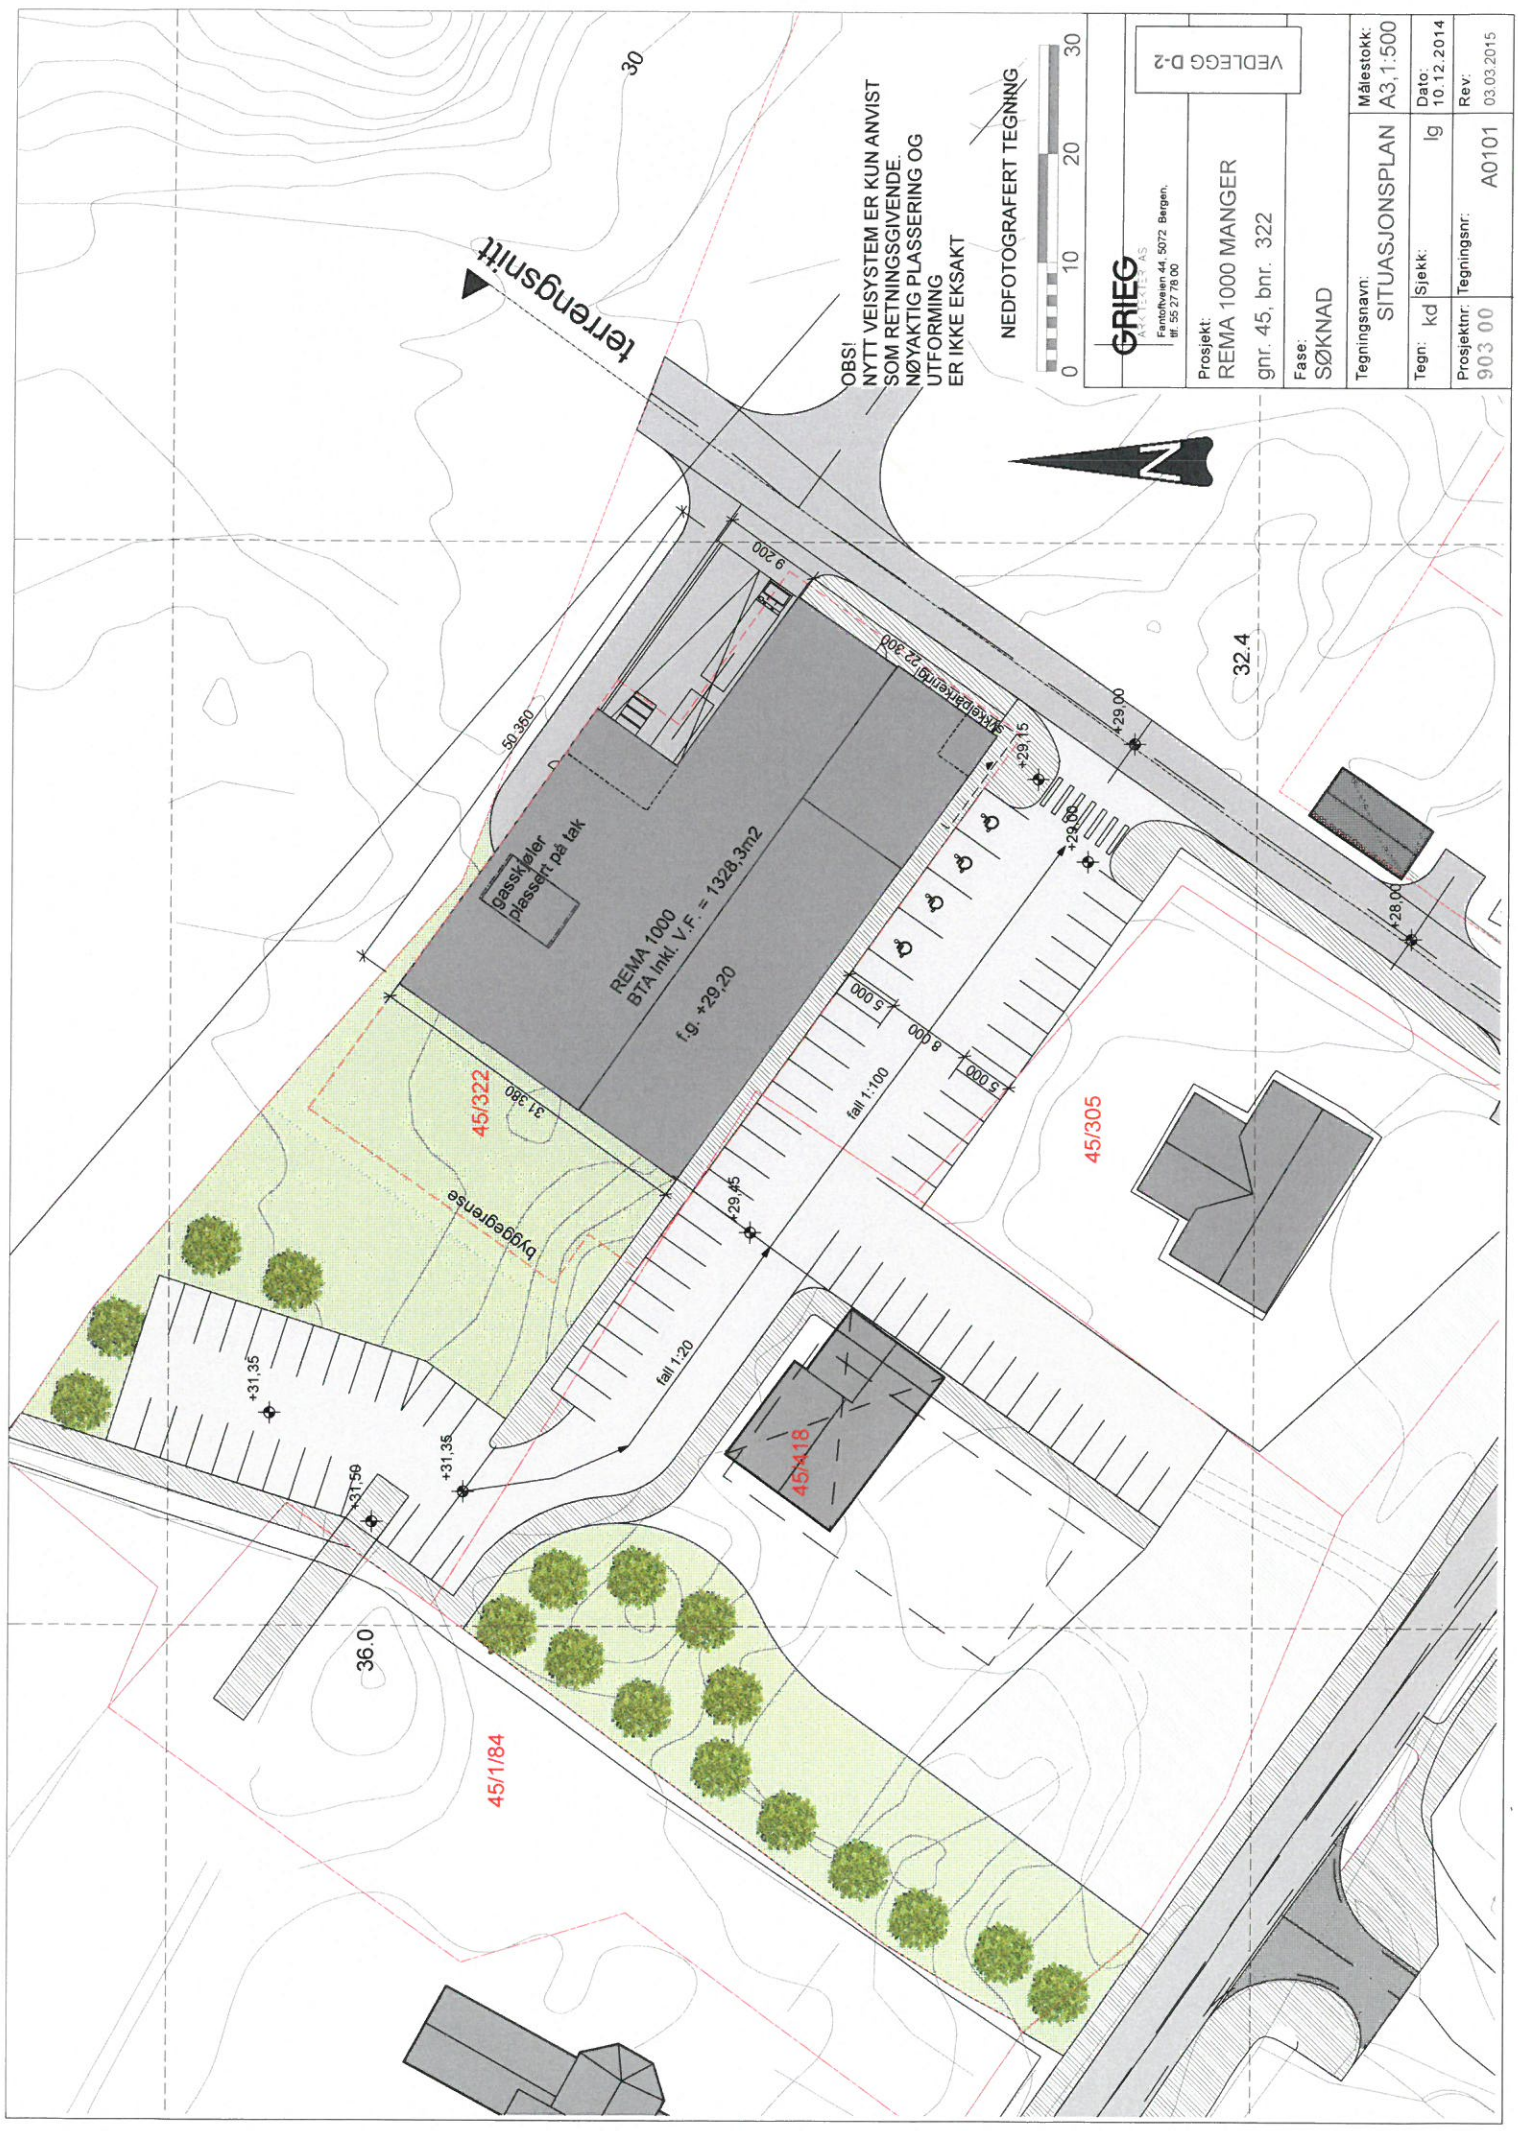 30
terrengsnitt
OBS!
NYTT VEISYSTEM ER KUN ANVIST
SOM RETNINGSGIVENDE.
NØYAKTIG PLASSERING OG
UTFORMING
ER IKKE EKSAKT
NEDFOTOGRAFERT TEGNING
0 10 20 30
VEDLEGG D-2
GRIEG
ARKITEKTER AS
Fantoftveien 44, 5072 Bergen,
tlf. 55 27 78 00
Prosjekt:
REMA 1000 MANGER
gnr. 45, bnr. 322
Fase:
SØKNAD
Tegningsnavn:
SITUASJONSPLAN
Målestokk:
A3,1:500
Tegn:
kd
Sjekk:
lg
Dato:
10.12.2014
Prosjektnr:
903 00
Tegningsnr:
A0101
Rev:
03.03.2015
N
9 200
50 350
22 300
sykkelparkering
gasskjøler
plassert på tak
REMA 1000
BTA Inkl. V.F. = 1328,3m2
f.g. +29,20
31 380
45/322
byggegrense
+29,15
+29,00
+29,00
+28,00
32.4
5 000
8 000
5 000
fall 1:100
45/305
+29,45
fall 1:20
45/418
+31,35
+31,35
+31,50
36.0
45/1/84